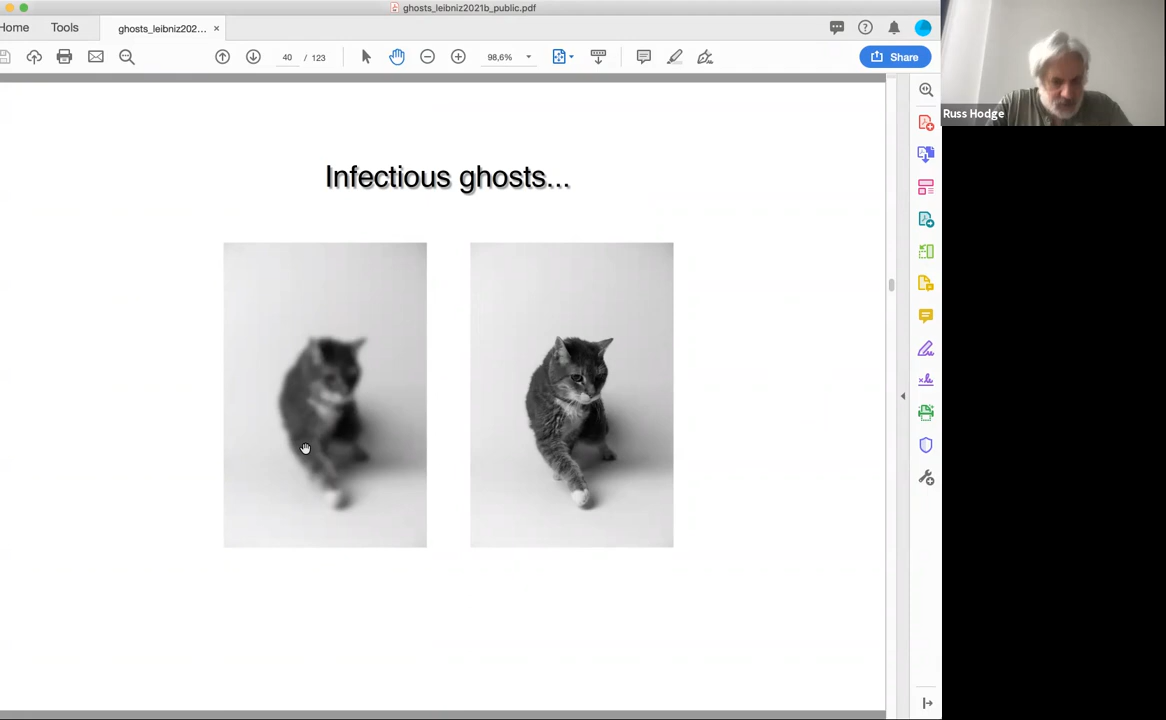 ghosts_leibniz2021b_public.pdf
Home
Tools
ghosts_leibniz202...
40 / 123
98,6%
Share
Russ Hodge
Infectious ghosts...